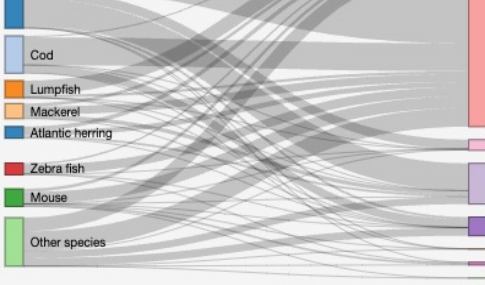 Cod
Lumpfish
Mackerel
Atlantic herring
Zebra fish
Mouse
Other species